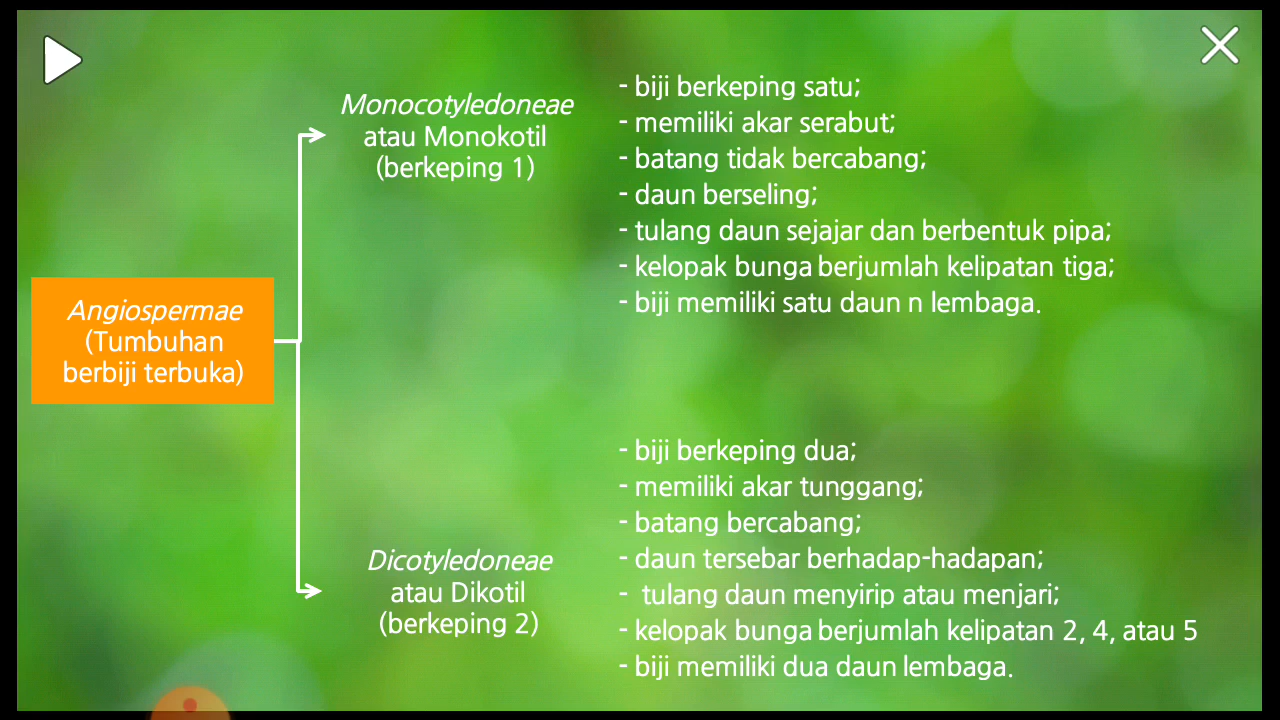 Angiospermae
(Tumbuhan
berbiji terbuka)
Monocotyledoneae
atau Monokotil
(berkeping 1)
- biji berkeping satu;
- memiliki akar serabut;
- batang tidak bercabang;
- daun berseling;
- tulang daun sejajar dan berbentuk pipa;
- kelopak bunga berjumlah kelipatan tiga;
- biji memiliki satu daun n lembaga.
Dicotyledoneae
atau Dikotil
(berkeping 2)
- biji berkeping dua;
- memiliki akar tunggang;
- batang bercabang;
- daun tersebar berhadap-hadapan;
- tulang daun menyirip atau menjari;
- kelopak bunga berjumlah kelipatan 2, 4, atau 5
- biji memiliki dua daun lembaga.